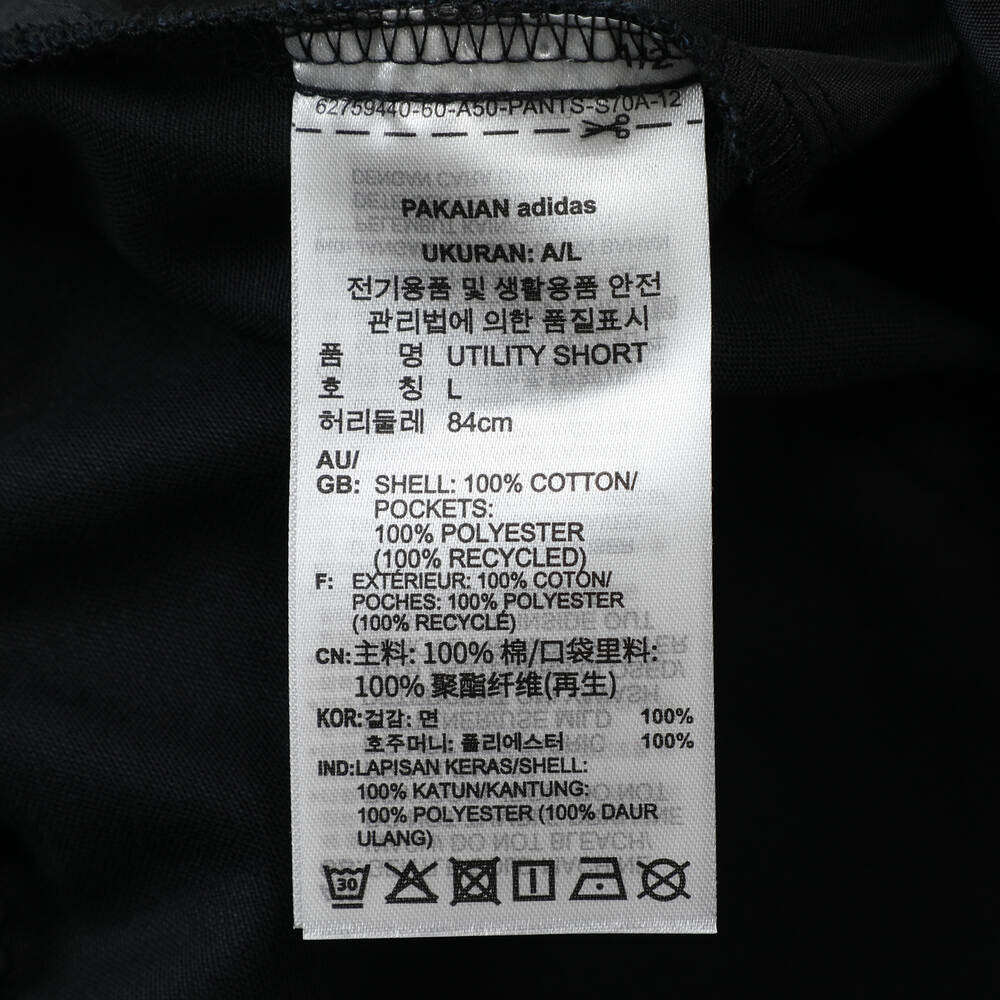 1/2
62759440-60-A50-PANTS-S70A-12
PAKAIAN adidas
UKURAN: A/L
전기용품 및 생활용품 안전
관리법에 의한 품질표시
품 명 UTILITY SHORT
호 칭 L
허리둘레 84cm
AU/
GB: SHELL: 100% COTTON/
POCKETS:
100% POLYESTER
(100% RECYCLED)
F: EXTÉRIEUR: 100% COTON/
POCHES: 100% POLYESTER
(100% RECYCLÉ)
CN: 主料: 100% 棉/口袋里料:
100% 聚酯纤维(再生)
KOR: 겉감: 면 100%
호주머니: 폴리에스터 100%
IND: LAPISAN KERAS/SHELL:
100% KATUN/KANTUNG:
100% POLYESTER (100% DAUR
ULANG)
30